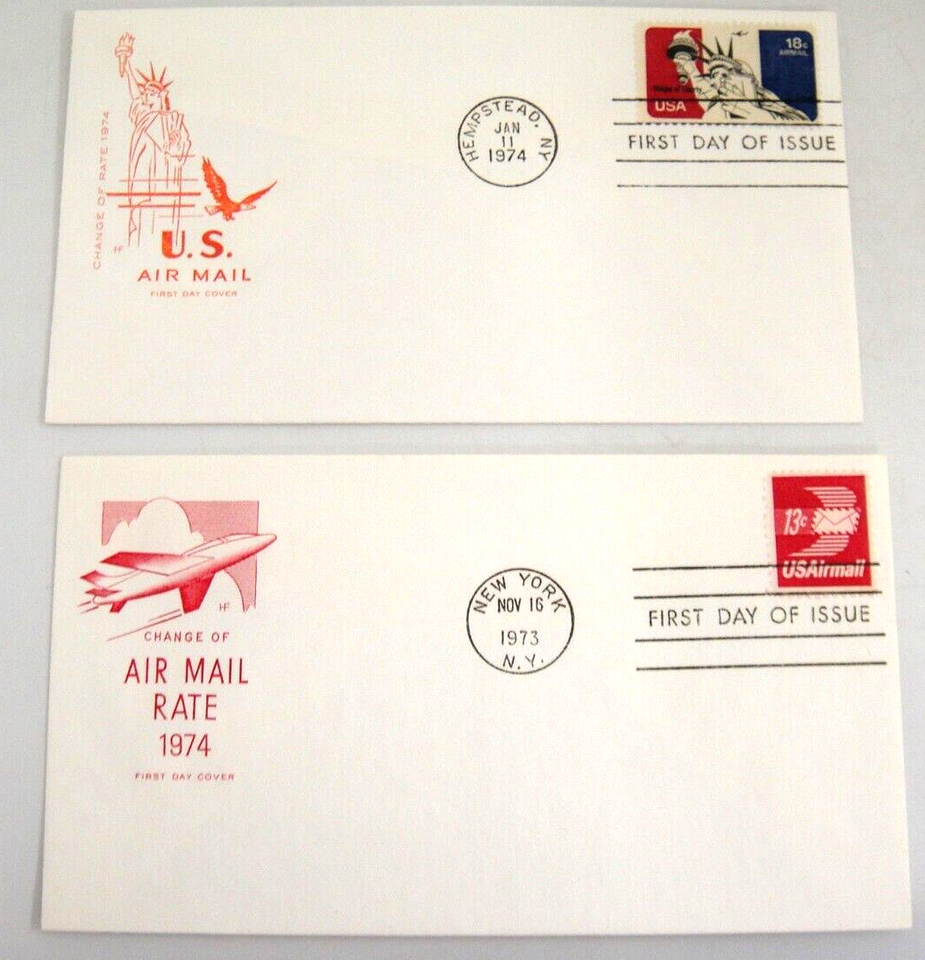 CHANGE OF RATE 1974
HF
U.S.
AIR MAIL
FIRST DAY COVER
HEMPSTEAD, NY
JAN
11
1974
18c
AIRMAIL
USA
FIRST DAY OF ISSUE
HF
CHANGE OF
AIR MAIL
RATE
1974
FIRST DAY COVER
NEW YORK
NOV 16
1973
N.Y.
13c
USAirmail
FIRST DAY OF ISSUE